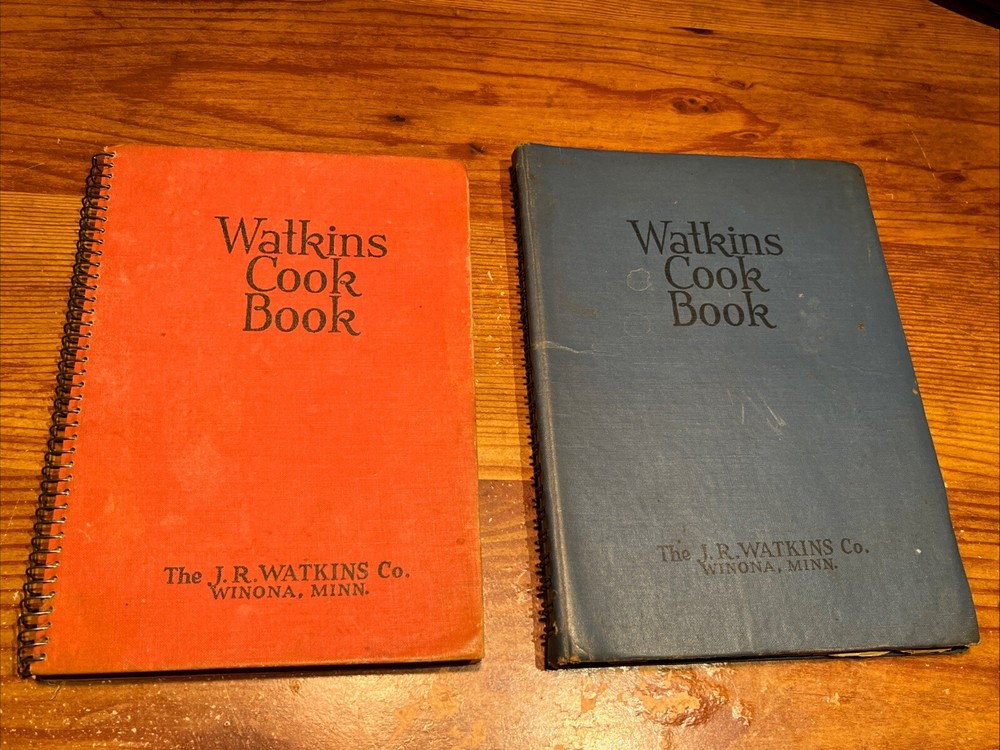 Watkins
Cook
Book
The J. R. WATKINS Co.
WINONA, MINN.
Watkins
Cook
Book
The J. R. WATKINS Co.
WINONA, MINN.